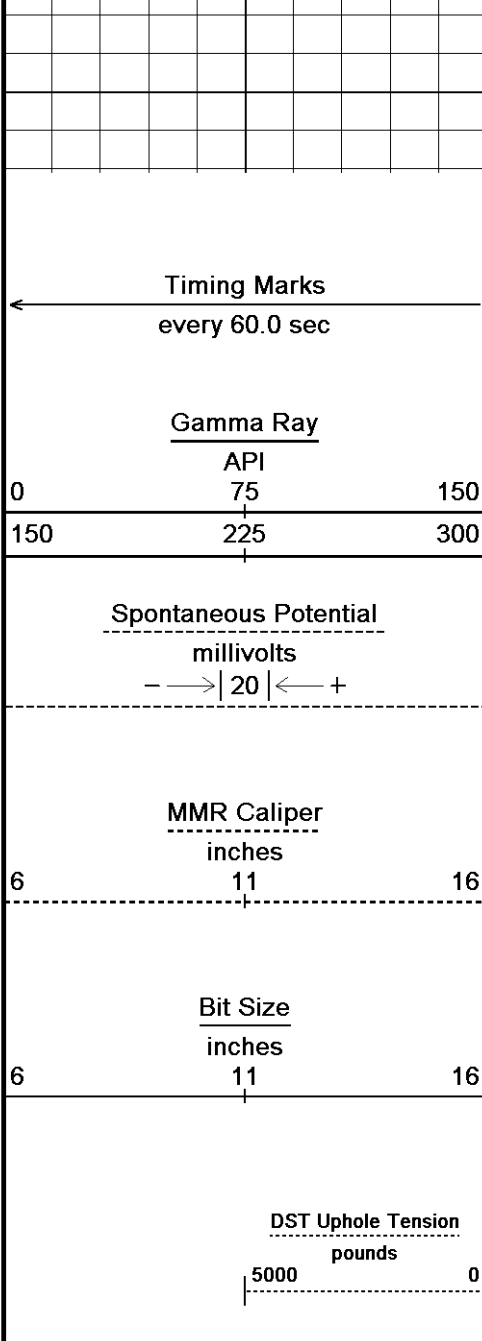 Timing Marks
every 60.0 sec
Gamma Ray
API
0 75 150
150 225 300
Spontaneous Potential
millivolts
− ⟶| 20 |⟵ +
MMR Caliper
inches
6 11 16
Bit Size
inches
6 11 16
DST Uphole Tension
pounds
5000 0